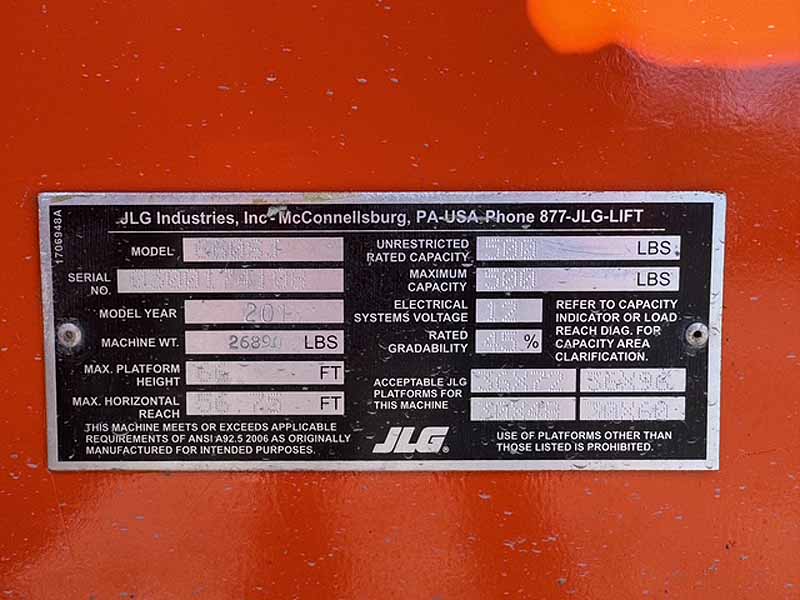 JLG Industries, Inc - McConnellsburg, PA-USA Phone 877-JLG-LIFT
1706948A
MODEL
SERIAL NO.
MODEL YEAR
MACHINE WT. LBS
MAX. PLATFORM HEIGHT FT
MAX. HORIZONTAL REACH FT
THIS MACHINE MEETS OR EXCEEDS APPLICABLE
REQUIREMENTS OF ANSI A92.5 2006 AS ORIGINALLY
MANUFACTURED FOR INTENDED PURPOSES.
UNRESTRICTED RATED CAPACITY 500 LBS
MAXIMUM CAPACITY 500 LBS
ELECTRICAL SYSTEMS VOLTAGE 12
RATED GRADABILITY 45 %
REFER TO CAPACITY
INDICATOR OR LOAD
REACH DIAG. FOR
CAPACITY AREA
CLARIFICATION.
ACCEPTABLE JLG
PLATFORMS FOR
THIS MACHINE
JLG
USE OF PLATFORMS OTHER THAN
THOSE LISTED IS PROHIBITED.